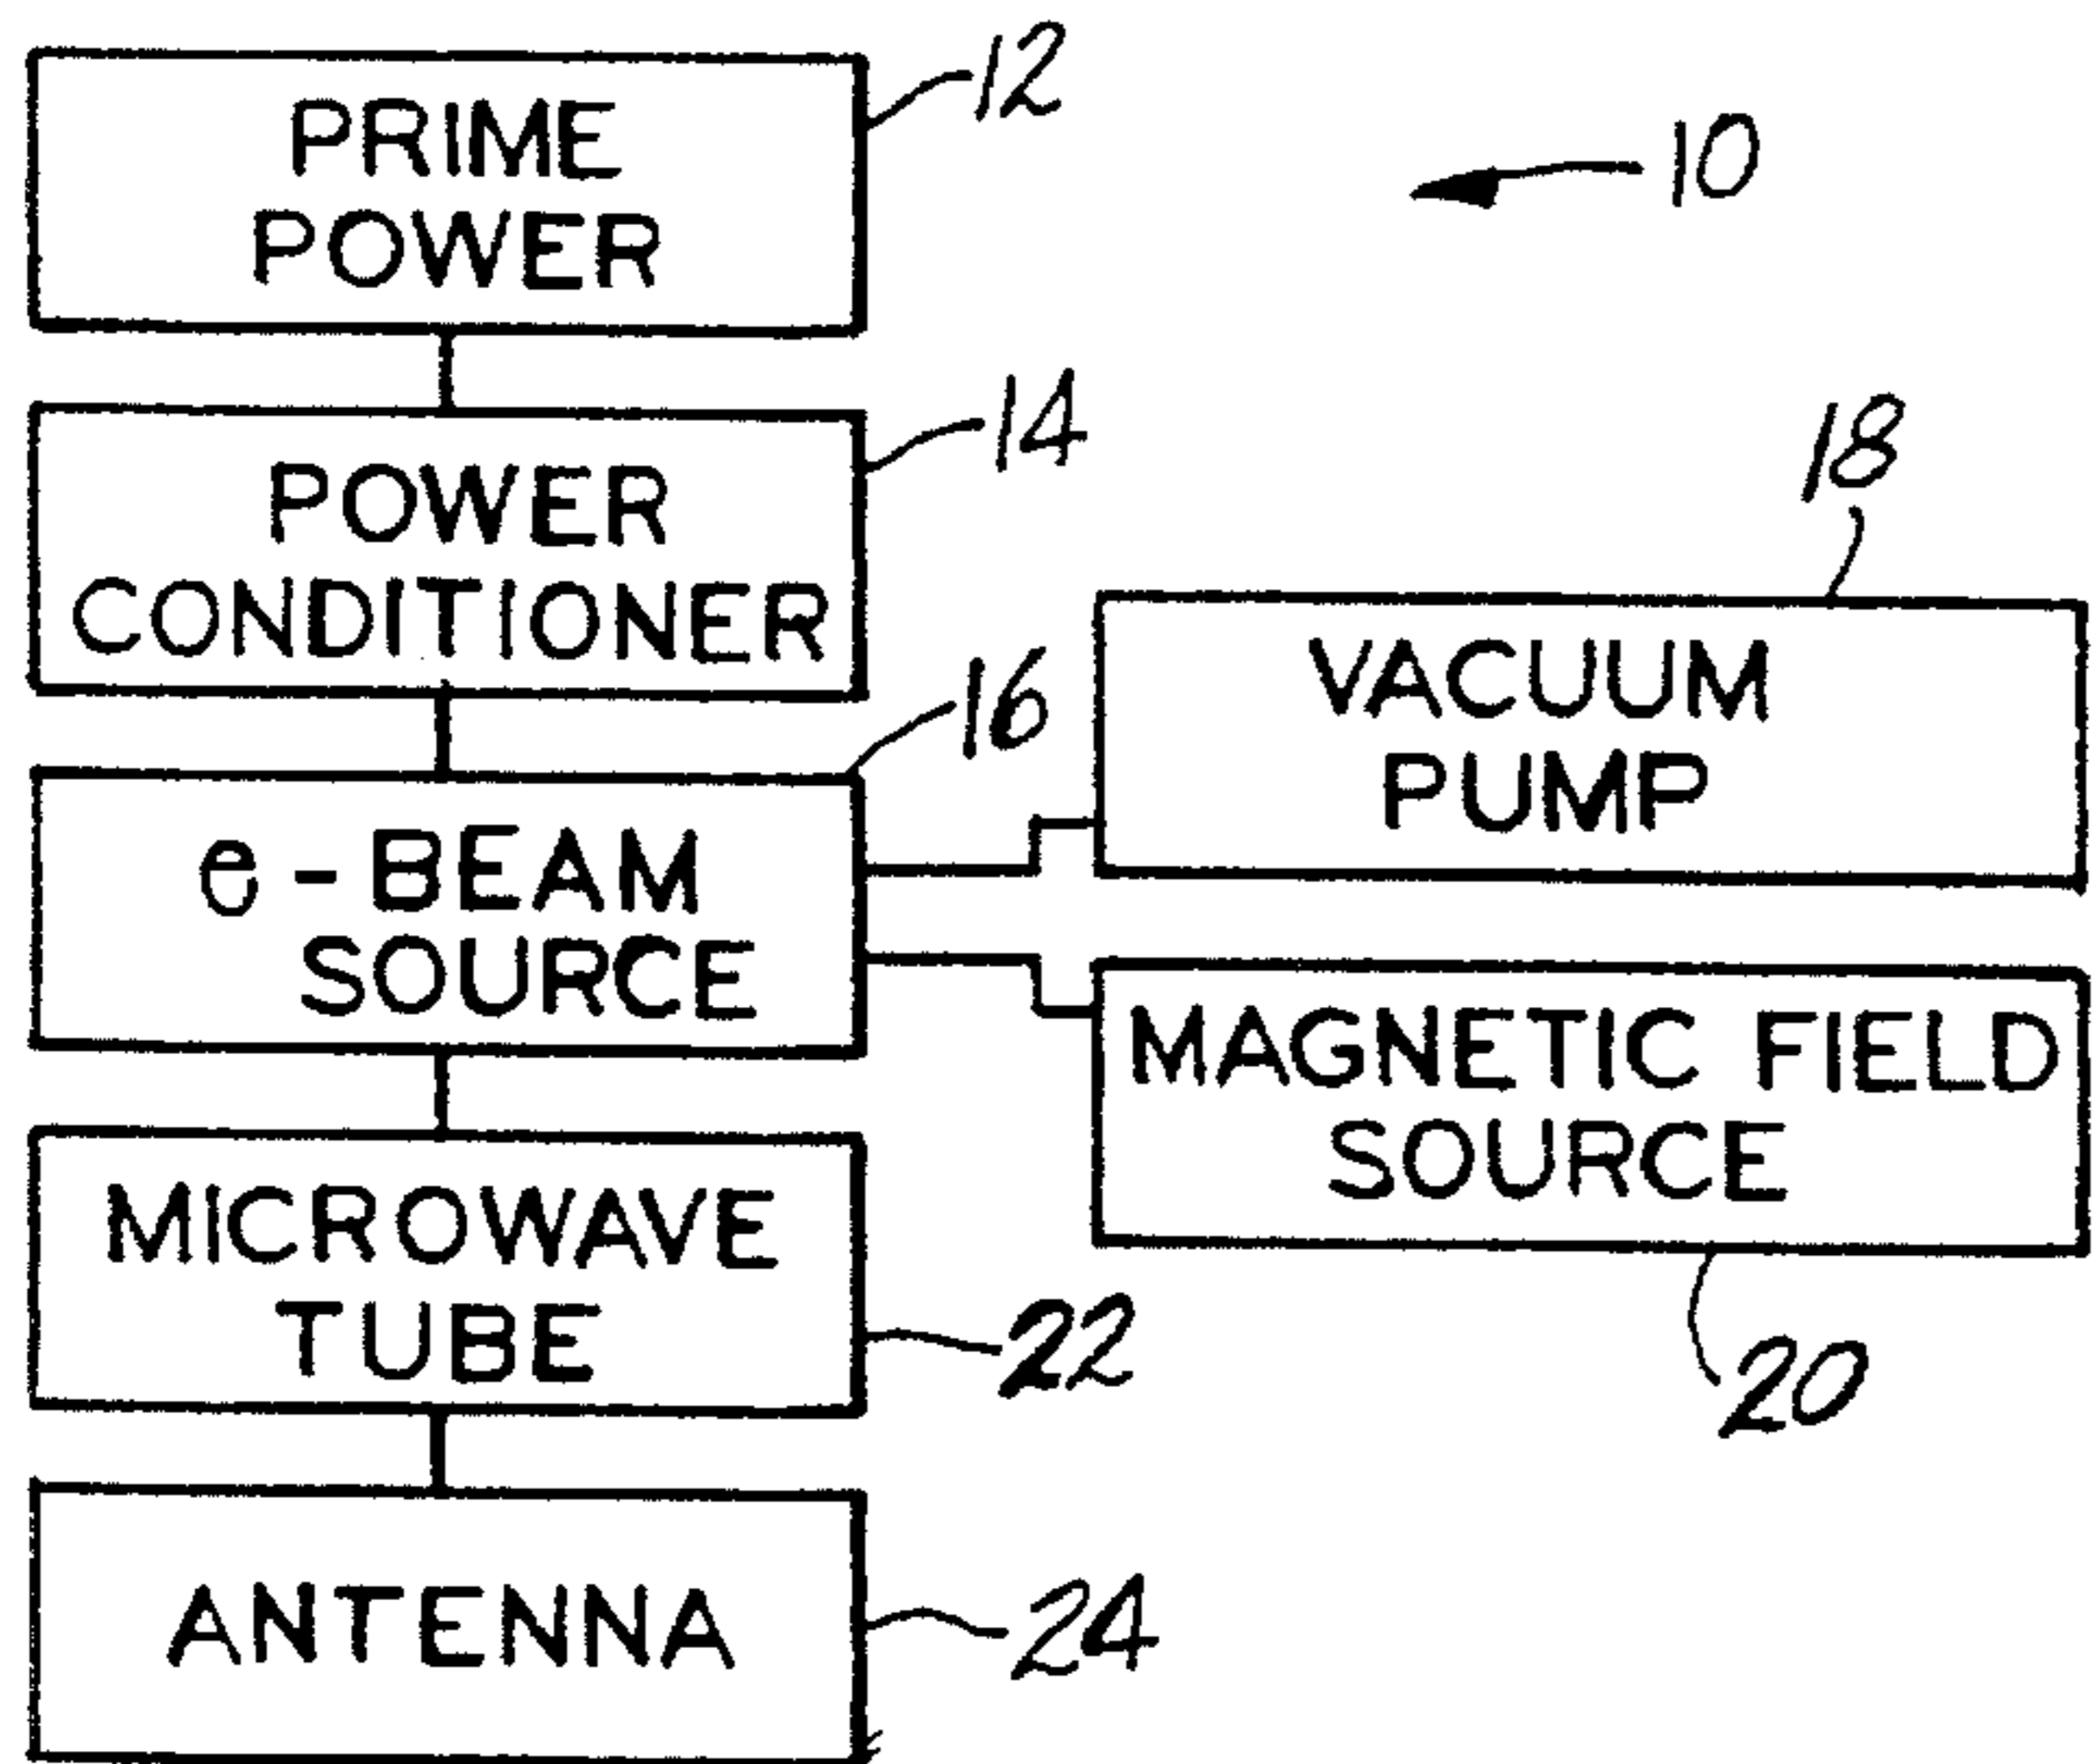 12
PRIME
POWER
10
14
POWER
CONDITIONER
18
VACUUM
PUMP
16
e-BEAM
SOURCE
MAGNETIC FIELD
SOURCE
20
MICROWAVE
TUBE
22
ANTENNA
24